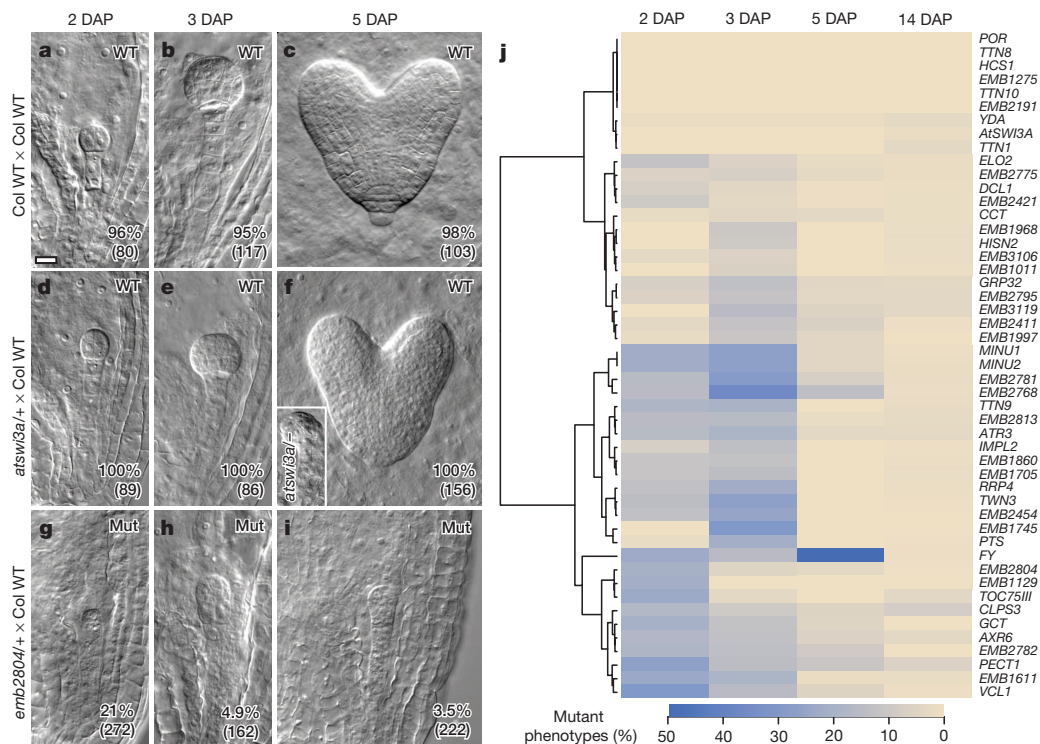 2 DAP
3 DAP
5 DAP
Col WT × Col WT
a
WT
96%
(80)
b
WT
95%
(117)
c
WT
98%
(103)
atswi3a/+ × Col WT
d
WT
100%
(89)
e
WT
100%
(86)
f
WT
atswi3a/–
100%
(156)
emb2804/+ × Col WT
g
Mut
21%
(272)
h
Mut
4.9%
(162)
i
Mut
3.5%
(222)
j
2 DAP
3 DAP
5 DAP
14 DAP
POR
TTN8
HCS1
EMB1275
TTN10
EMB2191
YDA
AtSWI3A
TTN1
ELO2
EMB2775
DCL1
EMB2421
CCT
EMB1968
HISN2
EMB3106
EMB1011
GRP32
EMB2795
EMB3119
EMB2411
EMB1997
MINU1
MINU2
EMB2781
EMB2768
TTN9
EMB2813
ATR3
IMPL2
EMB1860
EMB1705
RRP4
TWN3
EMB2454
EMB1745
PTS
FY
EMB2804
EMB1129
TOC75III
CLPS3
GCT
AXR6
EMB2782
PECT1
EMB1611
VCL1
Mutant
phenotypes (%)
50 40 30 20 10 0